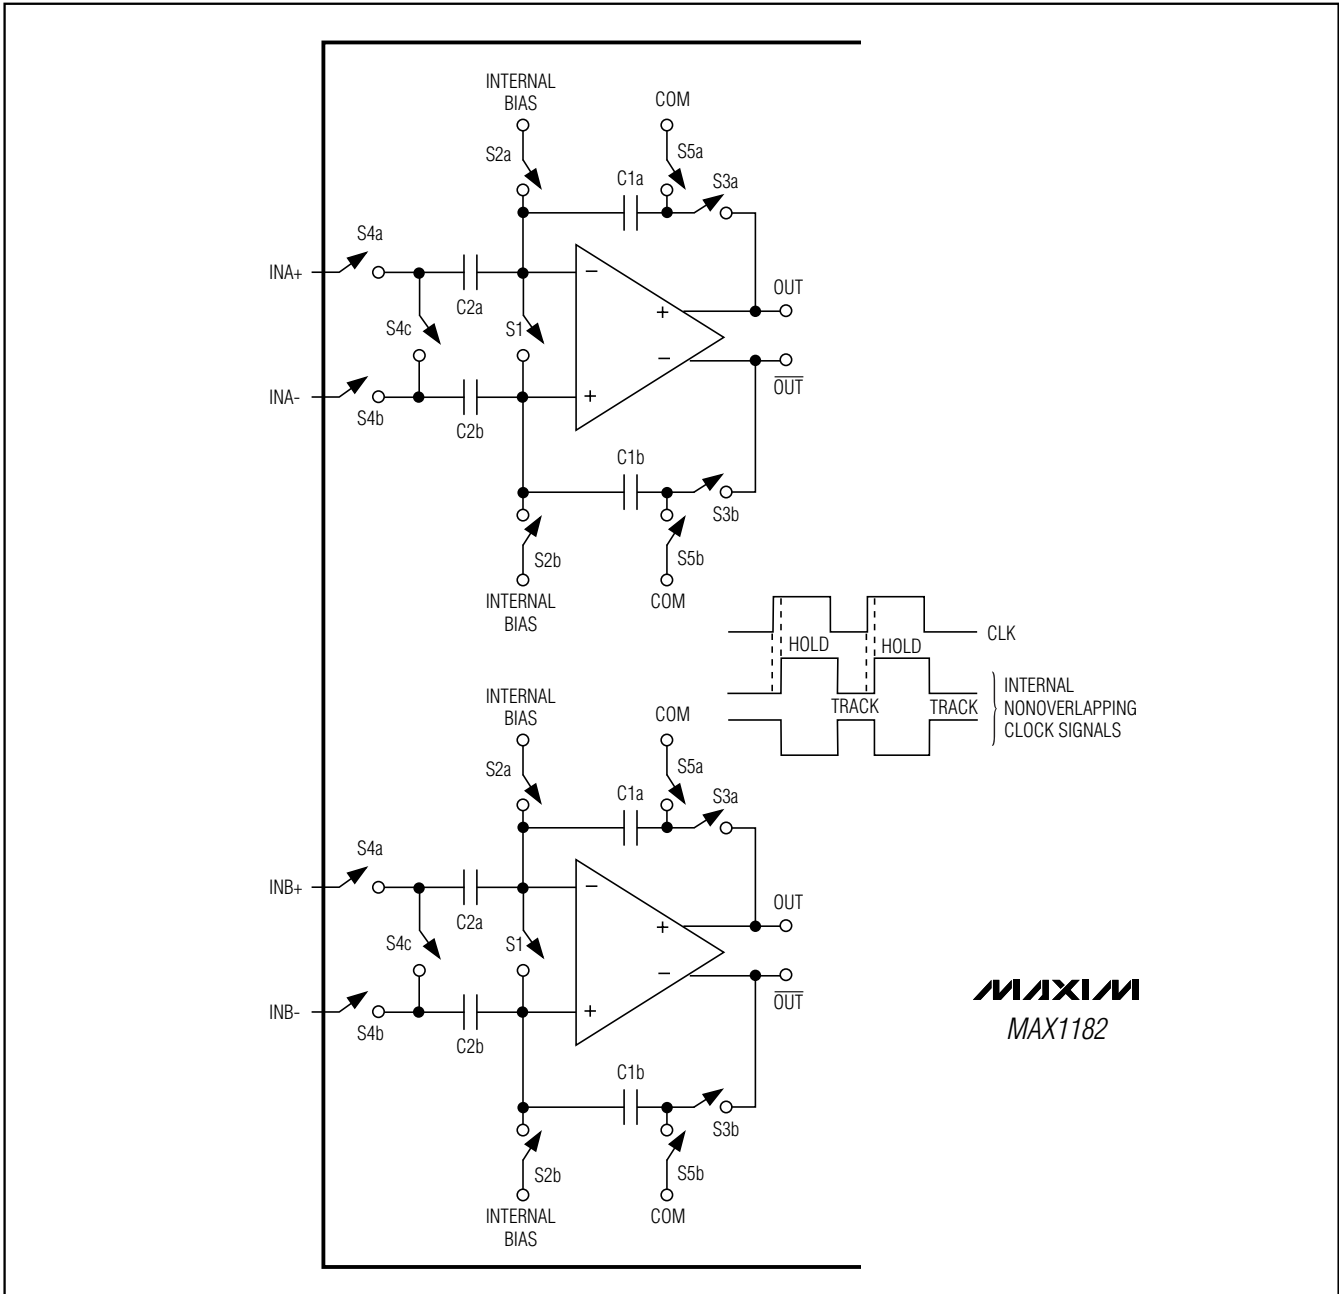 INTERNAL
BIAS
COM
S2a
S5a
C1a
S3a
S4a
INA+
−
OUT
C2a
+
S4c
S1
−
OUT
INA-
+
S4b
C2b
C1b
S3b
S2b
S5b
INTERNAL
BIAS
COM
CLK
HOLD
HOLD
TRACK
TRACK
INTERNAL
NONOVERLAPPING
CLOCK SIGNALS
INTERNAL
BIAS
COM
S2a
S5a
C1a
S3a
S4a
INB+
−
OUT
C2a
+
S4c
S1
−
OUT
INB-
+
S4b
C2b
C1b
S3b
S2b
S5b
INTERNAL
BIAS
COM
MAXIM
MAX1182